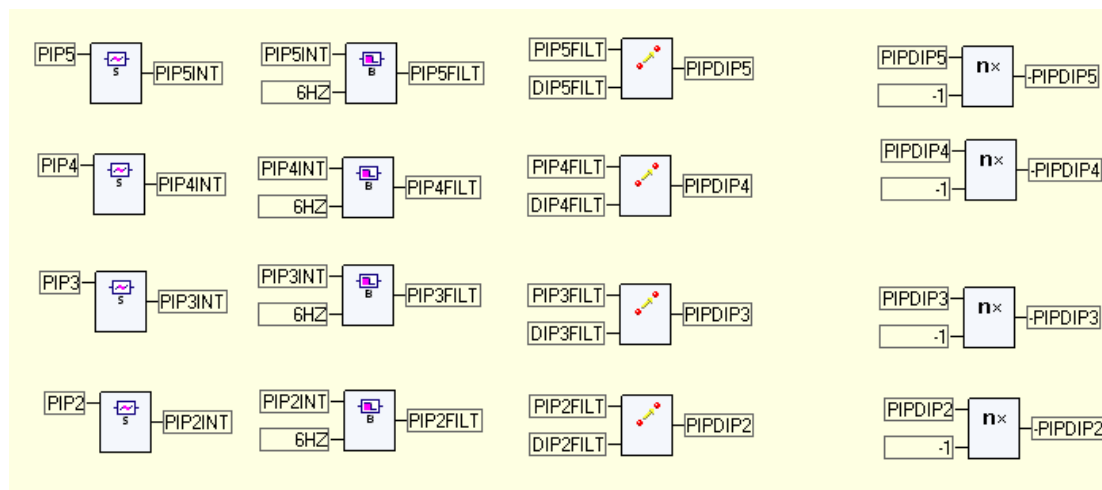 PIP5 S PIP5INT PIP5INT 6HZ B PIP5FILT PIP5FILT DIP5FILT PIPDIP5 PIPDIP5 -1 n× -PIPDIP5
PIP4 S PIP4INT PIP4INT 6HZ B PIP4FILT PIP4FILT DIP4FILT PIPDIP4 PIPDIP4 -1 n× -PIPDIP4
PIP3 S PIP3INT PIP3INT 6HZ B PIP3FILT PIP3FILT DIP3FILT PIPDIP3 PIPDIP3 -1 n× -PIPDIP3
PIP2 S PIP2INT PIP2INT 6HZ B PIP2FILT PIP2FILT DIP2FILT PIPDIP2 PIPDIP2 -1 n× -PIPDIP2